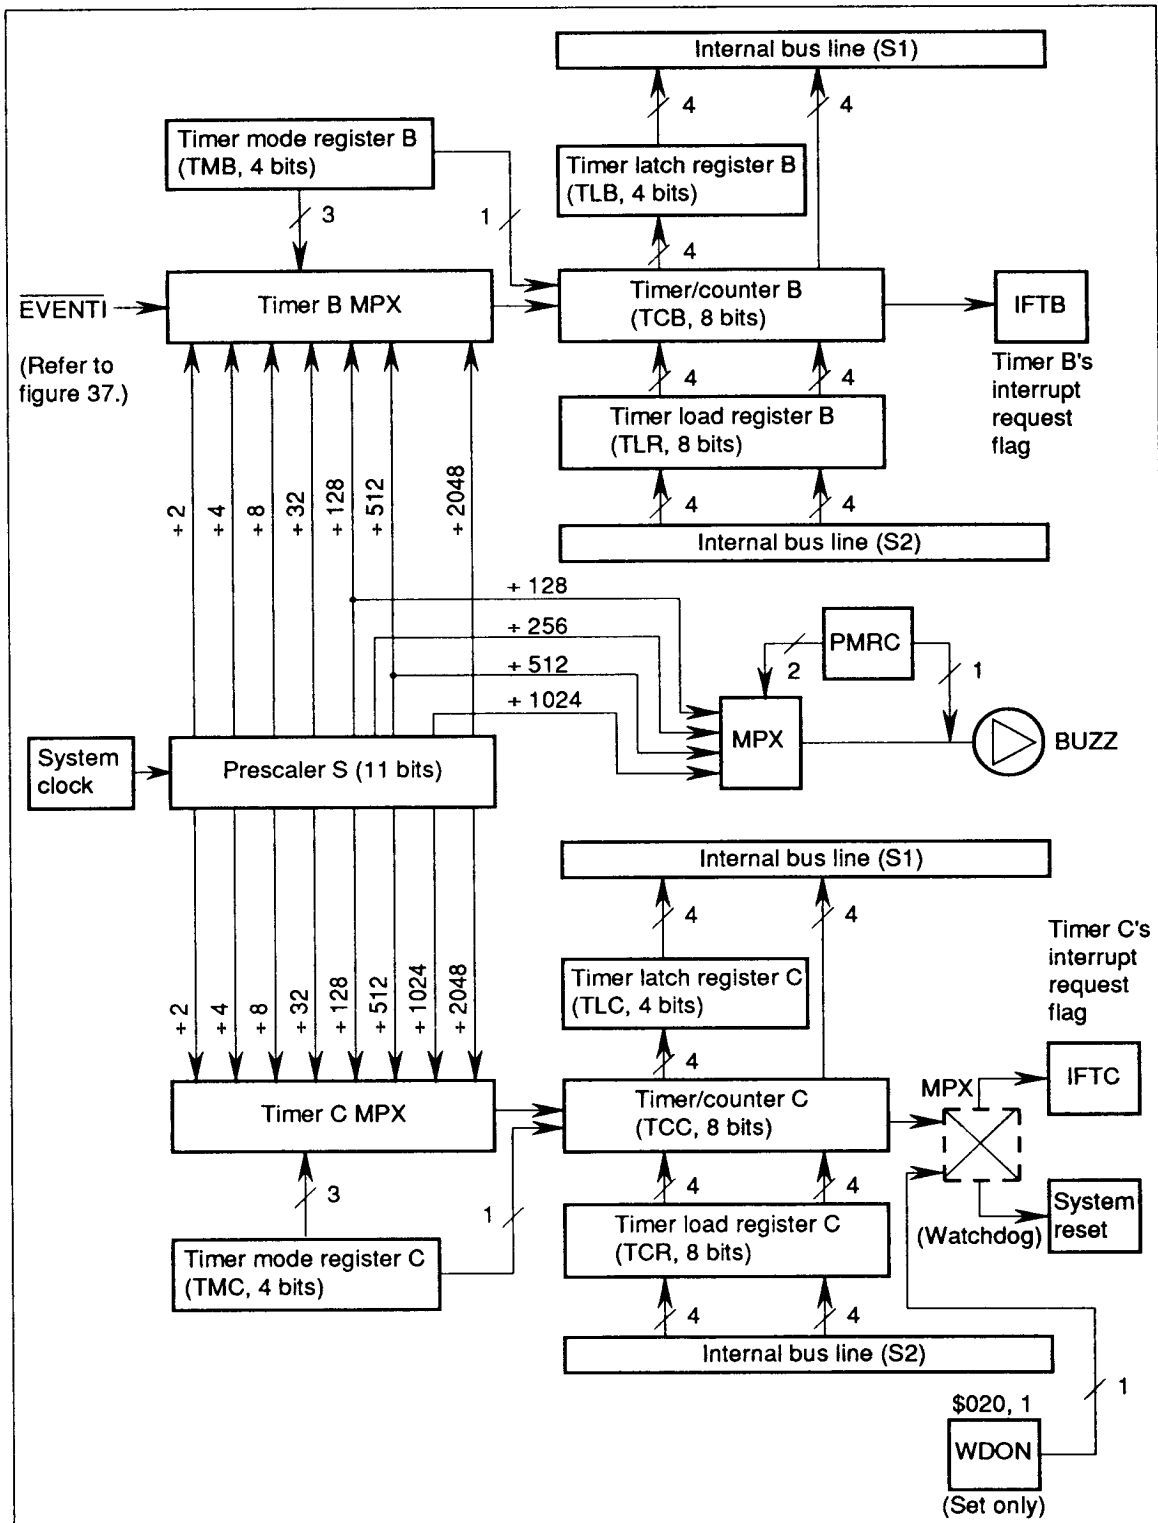 Internal bus line (S1)
4
4
Timer mode register B
(TMB, 4 bits)
Timer latch register B
(TLB, 4 bits)
3
1
4
EVENTI
Timer B MPX
Timer/counter B
(TCB, 8 bits)
IFTB
(Refer to
figure 37.)
Timer B's
interrupt
request
flag
4
4
Timer load register B
(TLR, 8 bits)
4
4
Internal bus line (S2)
÷ 2
÷ 4
÷ 8
÷ 32
÷ 128
÷ 512
÷ 2048
÷ 128
÷ 256
÷ 512
÷ 1024
PMRC
2
1
MPX
BUZZ
System
clock
Prescaler S (11 bits)
Internal bus line (S1)
4
4
Timer latch register C
(TLC, 4 bits)
4
÷ 2
÷ 4
÷ 8
÷ 32
÷ 128
÷ 512
÷ 1024
÷ 2048
Timer C's
interrupt
request
flag
Timer C MPX
Timer/counter C
(TCC, 8 bits)
MPX
IFTC
3
1
4
4
Timer load register C
(TCR, 8 bits)
(Watchdog)
System
reset
Timer mode register C
(TMC, 4 bits)
4
4
Internal bus line (S2)
1
$020, 1
WDON
(Set only)